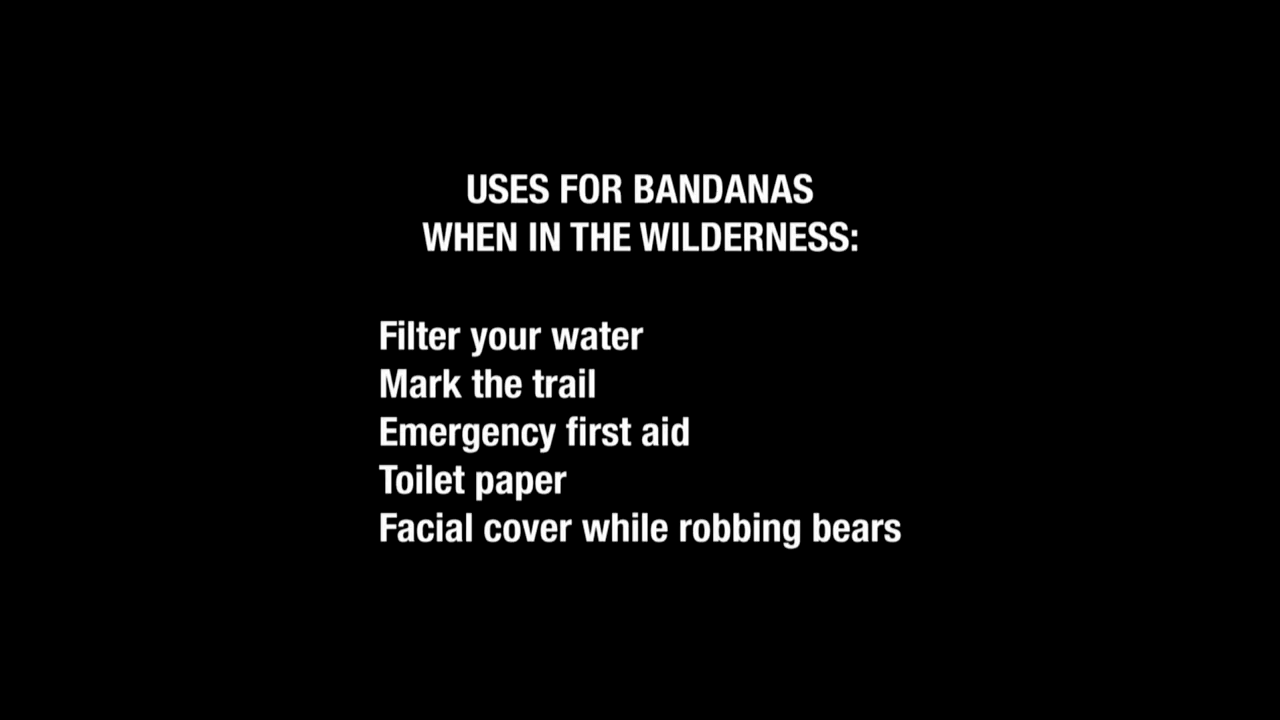 USES FOR BANDANAS
WHEN IN THE WILDERNESS:
Filter your water
Mark the trail
Emergency first aid
Toilet paper
Facial cover while robbing bears